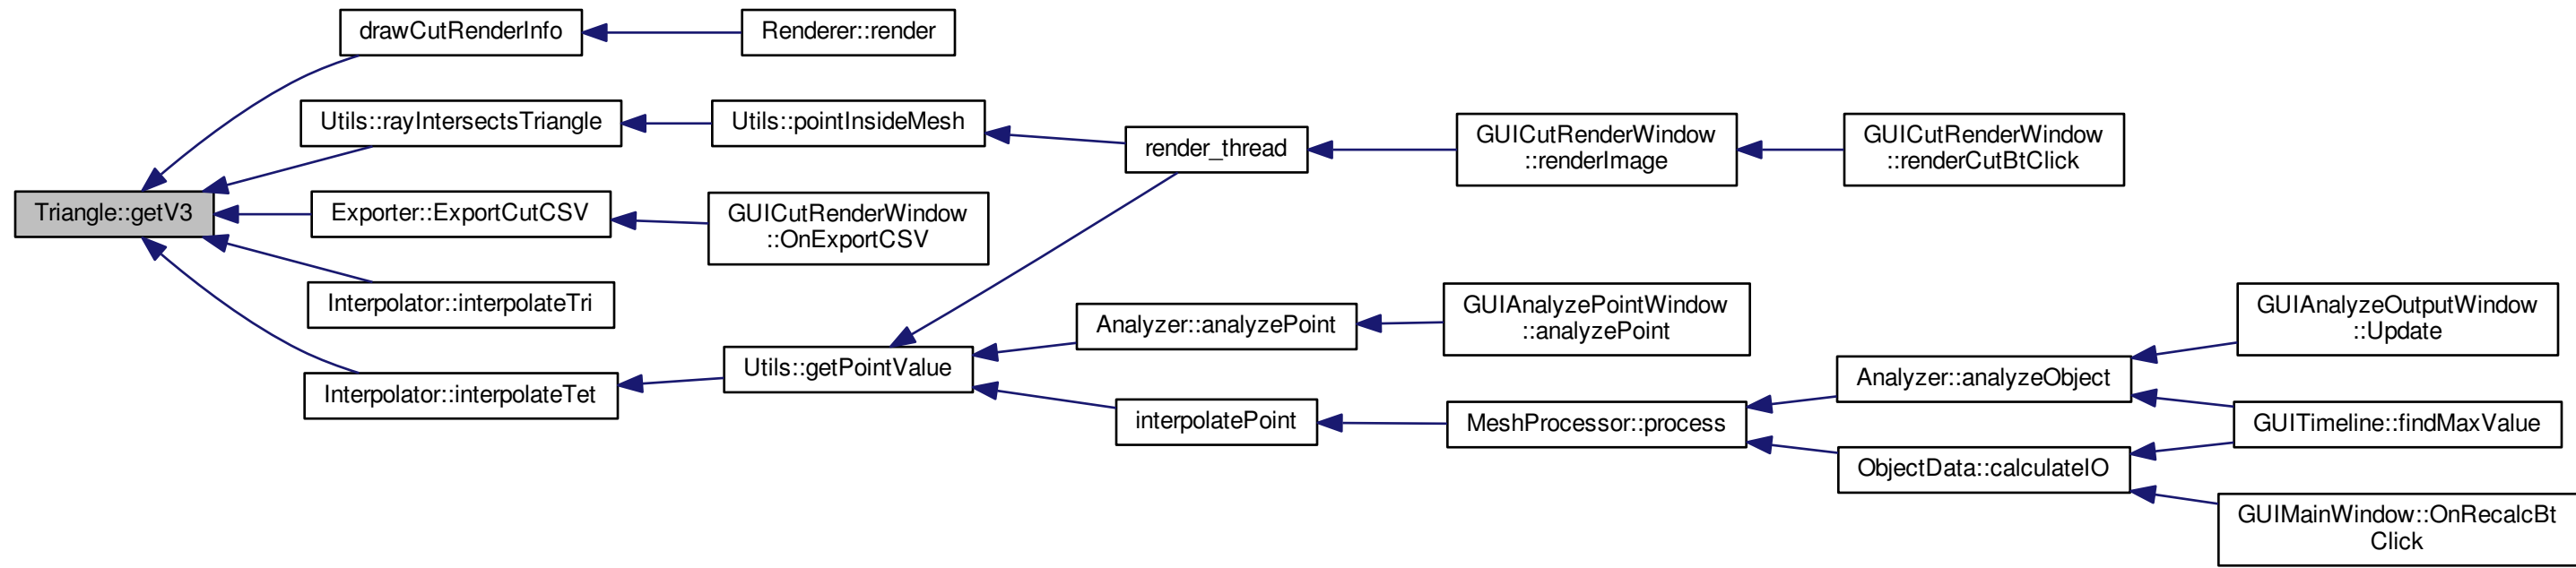 drawCutRenderInfo
Renderer::render
Utils::rayIntersectsTriangle
Utils::pointInsideMesh
render_thread
GUICutRenderWindow
::renderImage
GUICutRenderWindow
::renderCutBtClick
Triangle::getV3
Exporter::ExportCutCSV
GUICutRenderWindow
::OnExportCSV
Interpolator::interpolateTri
Analyzer::analyzePoint
GUIAnalyzePointWindow
::analyzePoint
GUIAnalyzeOutputWindow
::Update
Interpolator::interpolateTet
Utils::getPointValue
Analyzer::analyzeObject
interpolatePoint
MeshProcessor::process
GUITimeline::findMaxValue
ObjectData::calculateIO
GUIMainWindow::OnRecalcBt
Click